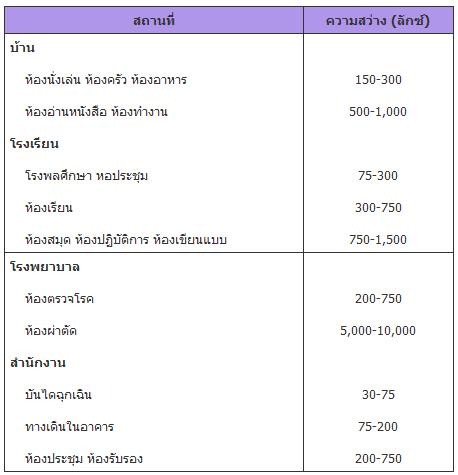 สถานที่ ความสว่าง (ลักซ์)
บ้าน
ห้องนั่งเล่น ห้องครัว ห้องอาหาร 150-300
ห้องอ่านหนังสือ ห้องทำงาน 500-1,000
โรงเรียน
โรงพลศึกษา หอประชุม 75-300
ห้องเรียน 300-750
ห้องสมุด ห้องปฏิบัติการ ห้องเขียนแบบ 750-1,500
โรงพยาบาล
ห้องตรวจโรค 200-750
ห้องผ่าตัด 5,000-10,000
สำนักงาน
บันไดฉุกเฉิน 30-75
ทางเดินในอาคาร 75-200
ห้องประชุม ห้องรับรอง 200-750